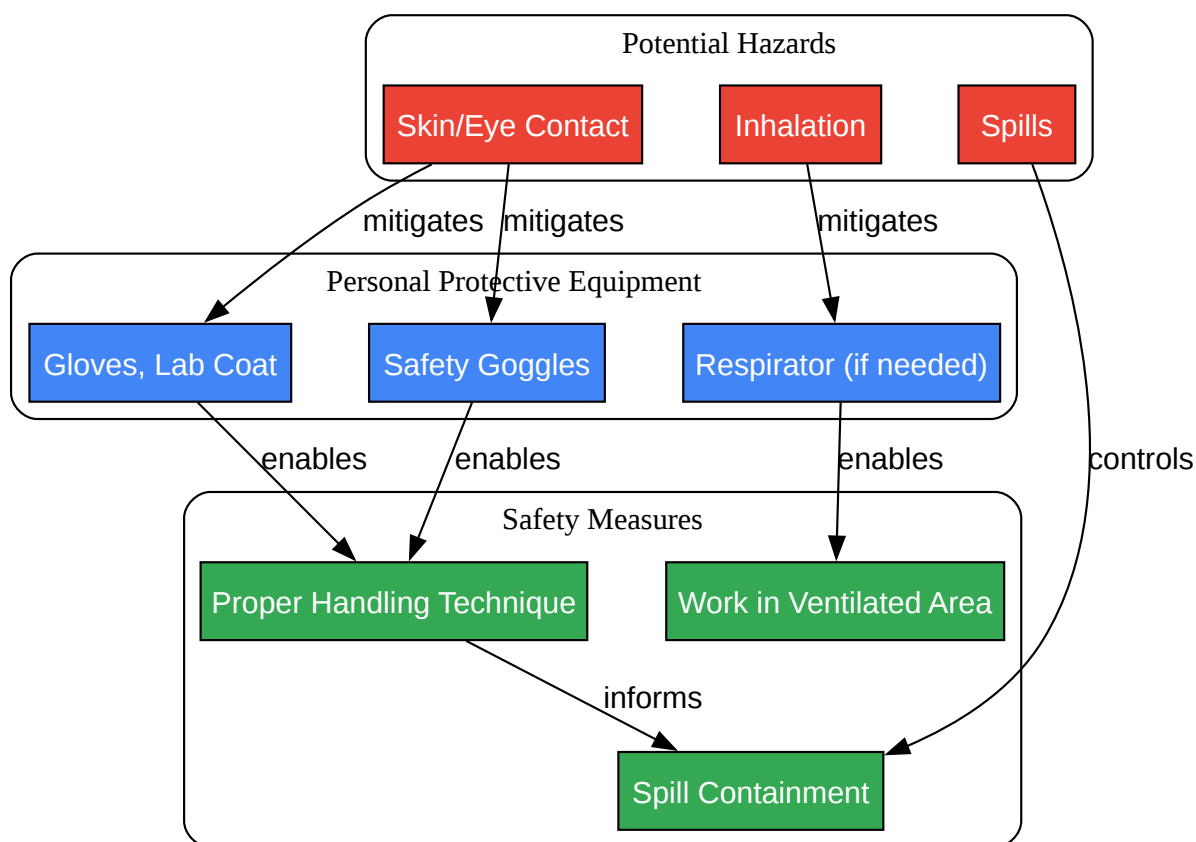 Potential Hazards
Skin/Eye Contact
Inhalation
Spills
mitigates
mitigates
mitigates
Personal Protective Equipment
Gloves, Lab Coat
Safety Goggles
Respirator (if needed)
enables
enables
enables
controls
Safety Measures
Proper Handling Technique
Work in Ventilated Area
informs
Spill Containment